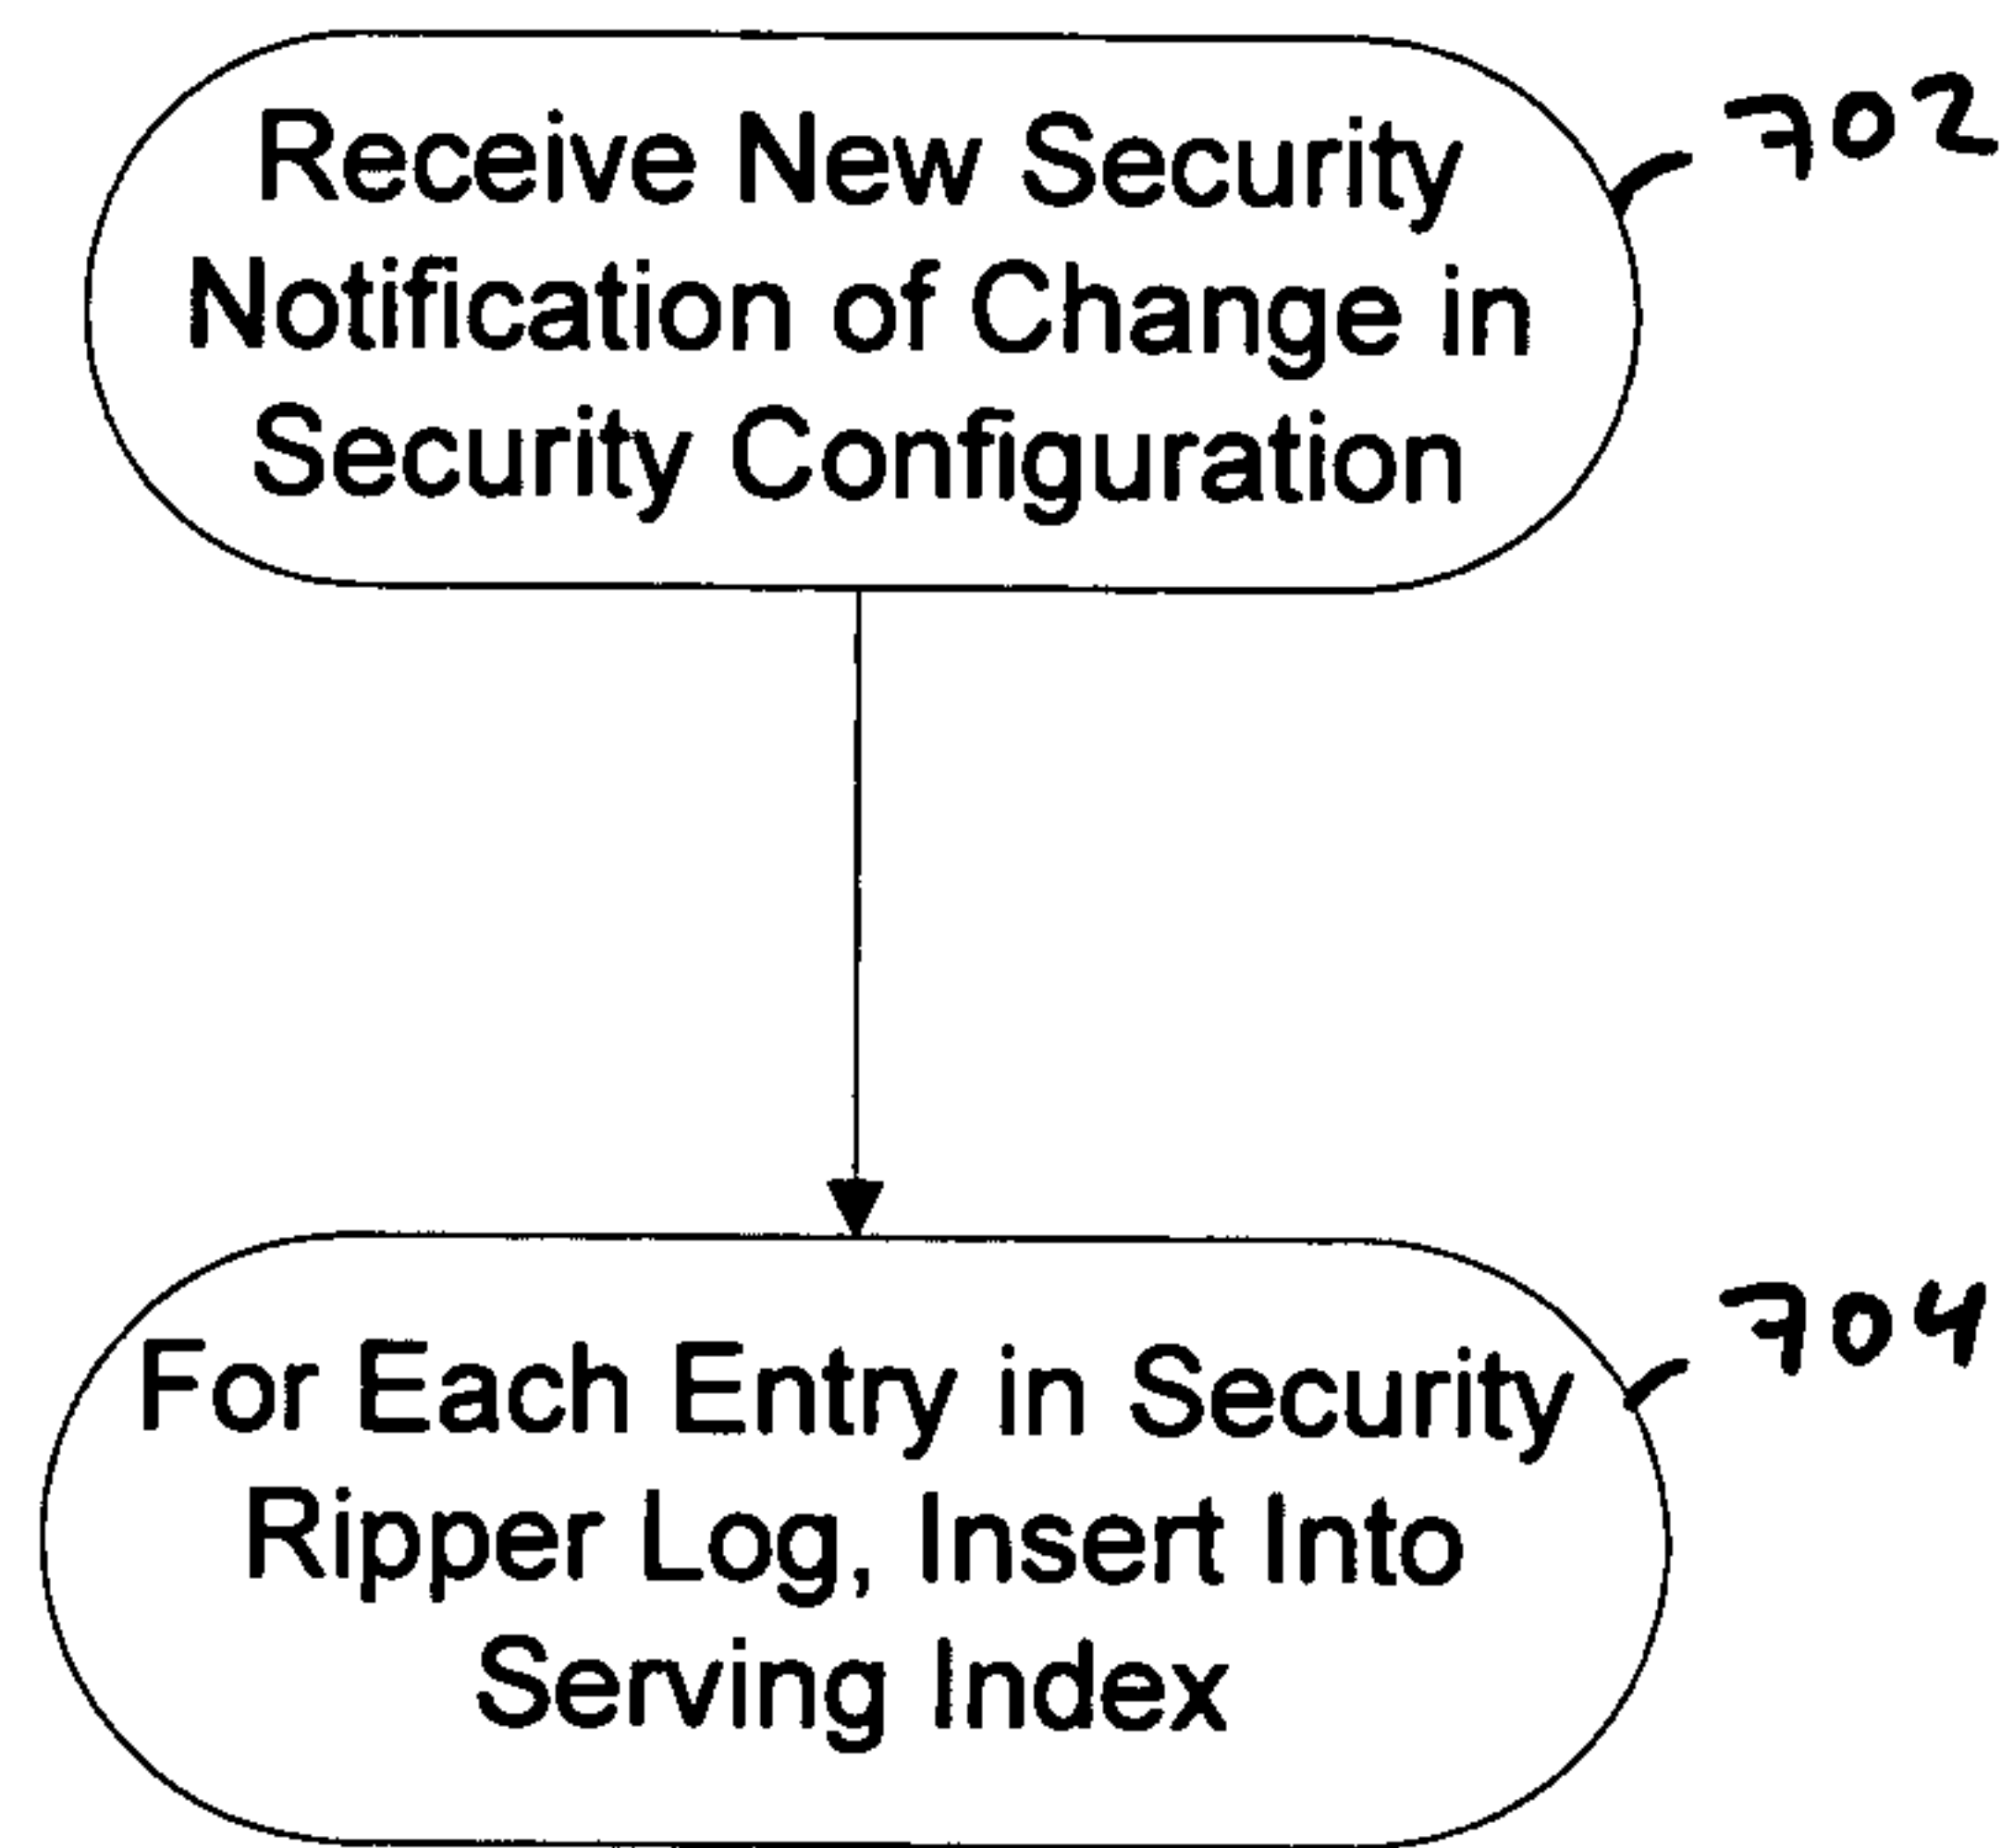 Receive New Security
Notification of Change in
Security Configuration
702
For Each Entry in Security
Ripper Log, Insert Into
Serving Index
704